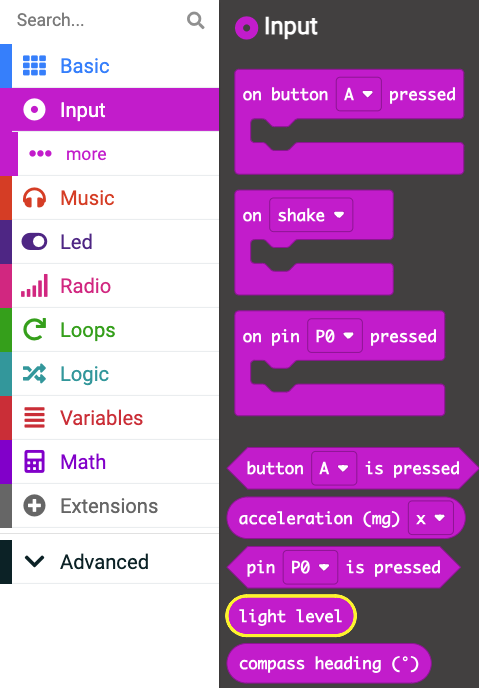 Search...
Basic
Input
more
Music
Led
Radio
Loops
Logic
Variables
Math
Extensions
Advanced
Input
on button A pressed
on shake
on pin P0 pressed
button A is pressed
acceleration (mg) x
pin P0 is pressed
light level
compass heading (°)